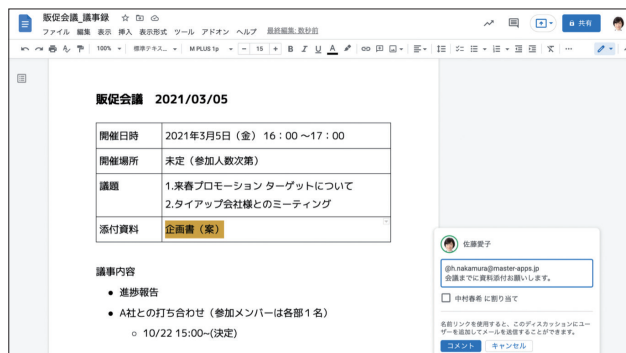 販促会議_議事録
ファイル 編集 表示 挿入 表示形式 ツール アドオン ヘルプ 最終編集: 数秒前
共有
100% 標準テキス... M PLUS 1p 15 B I U A
販促会議 2021/03/05
開催日時 2021年3月5日（金）16：00～17：00
開催場所 未定（参加人数次第）
議題 1.来春プロモーション ターゲットについて
2.タイアップ会社様とのミーティング
添付資料 企画書（案）
議事内容
● 進捗報告
● A社との打ち合わせ（参加メンバーは各部１名）
○ 10/22 15:00~(決定)
佐藤愛子
@h.nakamura@master-apps.jp
会議までに資料添付お願いします。
中村春希 に割り当て
名前リンクを使用すると、このディスカッションにユー
ザーを追加してメールを送信することができます。
コメント キャンセル